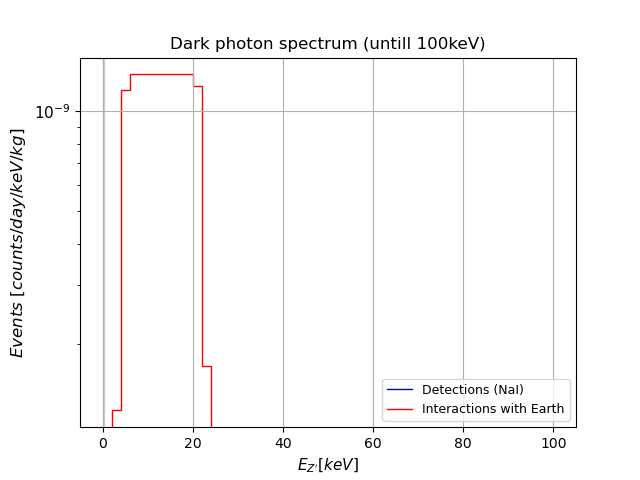 Dark photon spectrum (untill 100keV)
10⁻⁹
Events [counts/day/keV/kg]
Detections (NaI)
Interactions with Earth
0 20 40 60 80 100
E_{Z'}[keV]